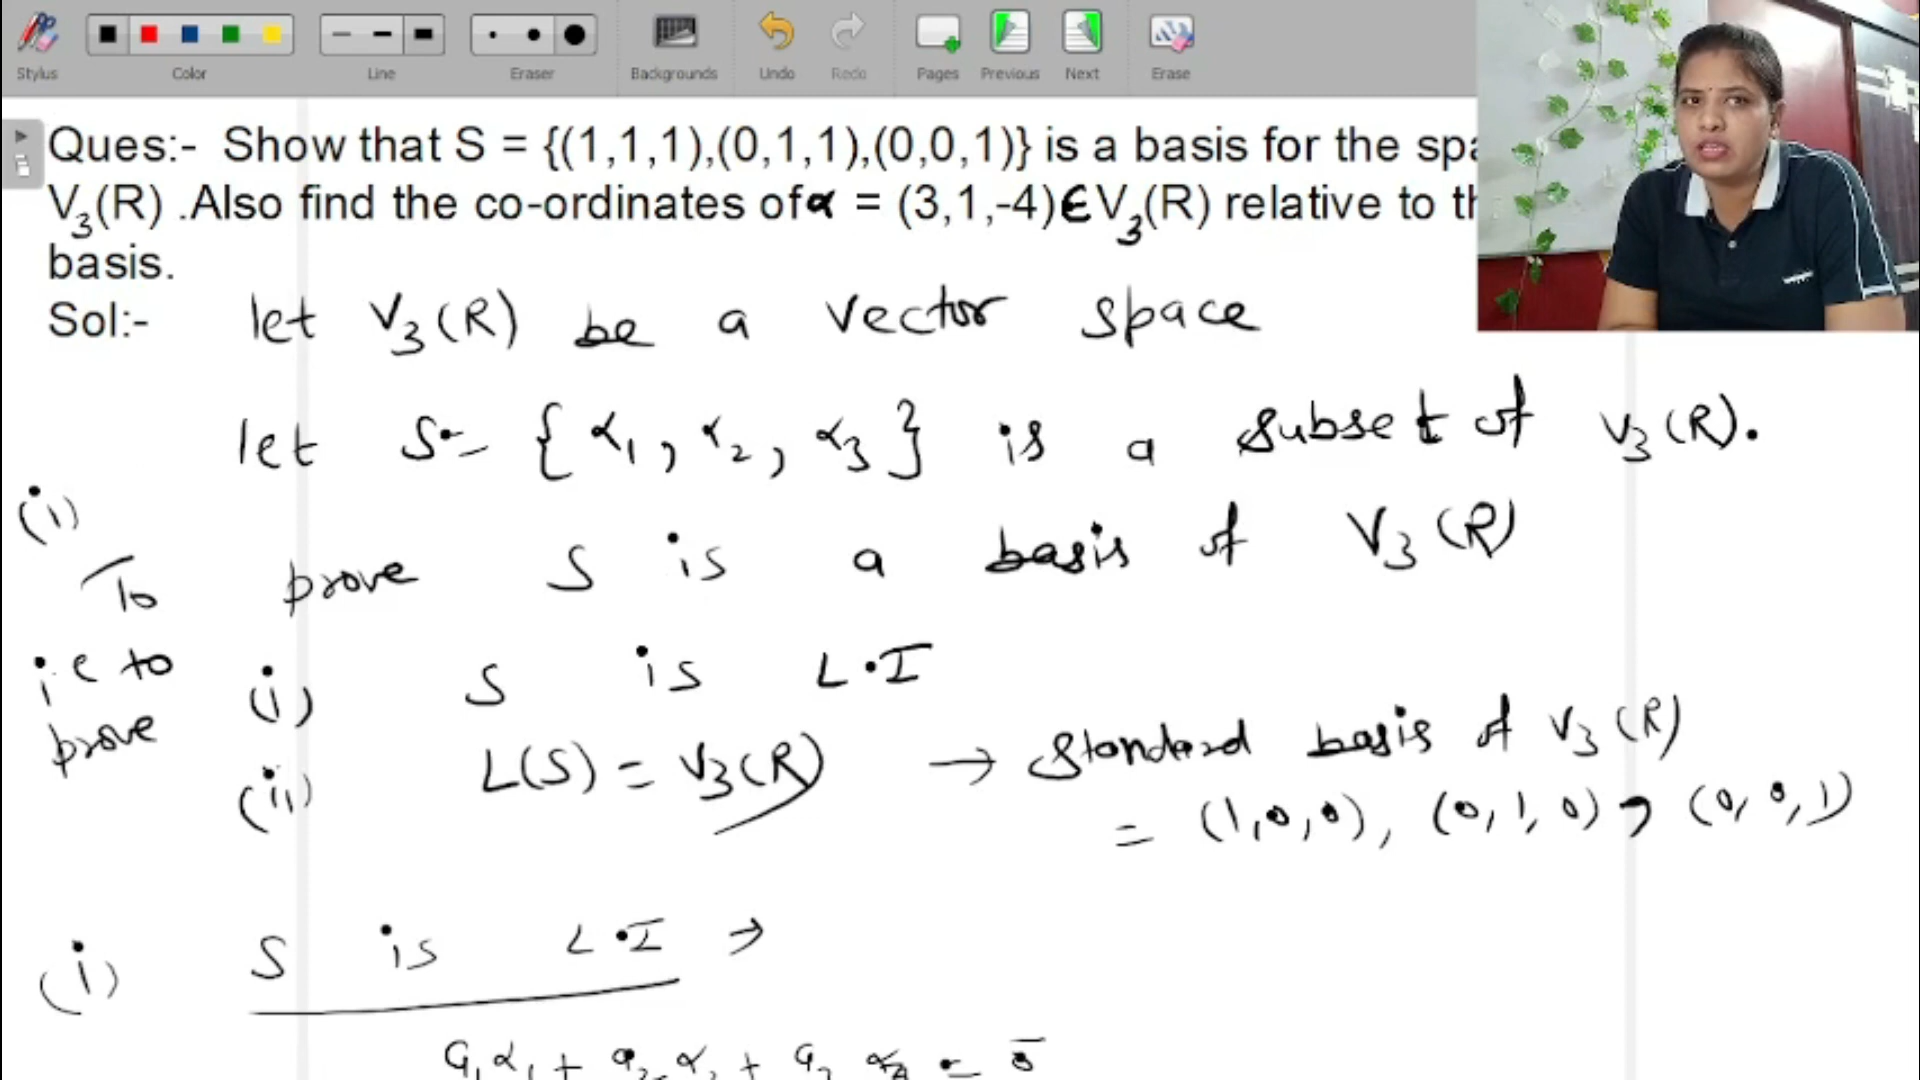 Stylus Color Line Eraser Backgrounds Undo Redo Pages Previous Next Erase
Ques:- Show that S = {(1,1,1),(0,1,1),(0,0,1)} is a basis for the
V₃(R) .Also find the co-ordinates of α = (3,1,-4)ϵV₃(R) relative to
basis.
Sol:- let V₃(R) be a vector space
let S = {α₁, α₂, α₃} is a subset of V₃(R).
(i)
To prove S is a basis of V₃(R)
ie to prove (i) S is L.I
(ii) L(S) = V₃(R) → Standard basis of V₃(R)
= (1,0,0), (0,1,0), (0,0,1)
(i) S is L.I ⇒